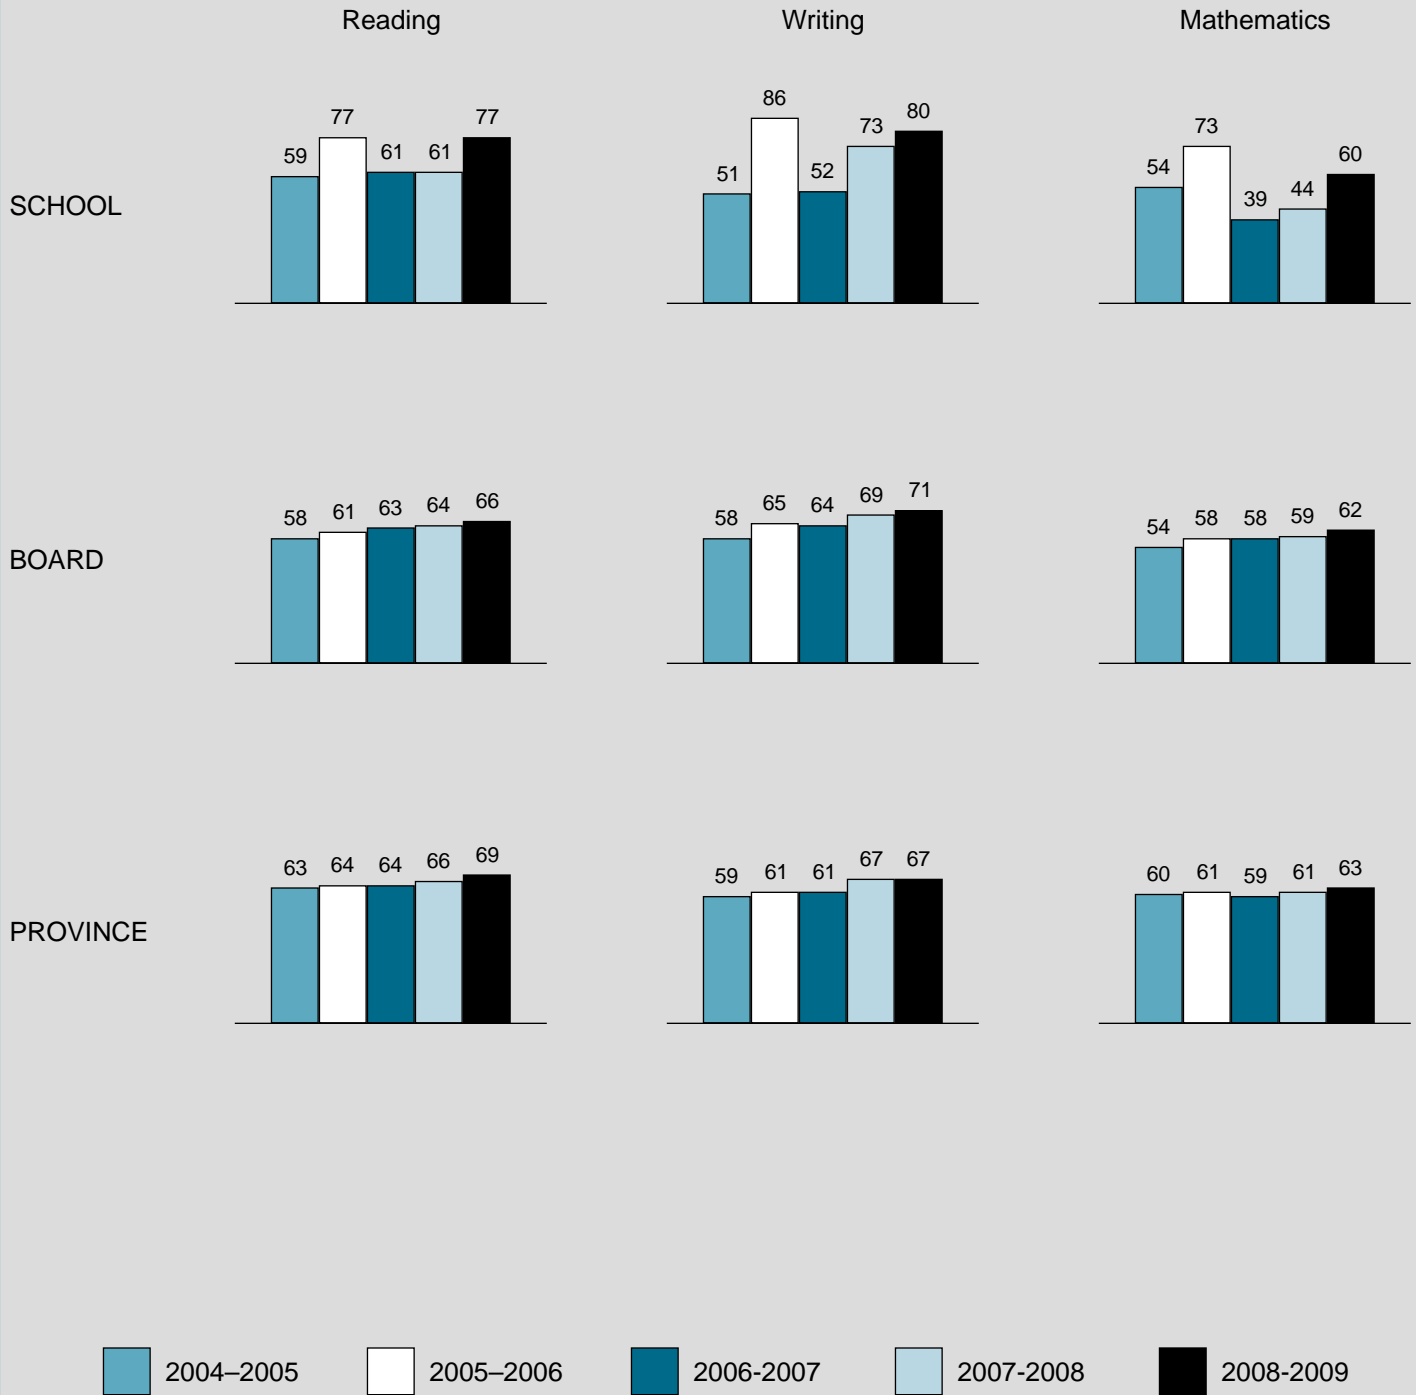 Reading Writing Mathematics
86
77 77 80
73 73
59 61 61 60
51 52 54
44
39
SCHOOL
58 61 63 64 66 58 65 64 69 71 54 58 58 59 62
BOARD
63 64 64 66 69 59 61 61 67 67 60 61 59 61 63
PROVINCE
2004–2005 2005–2006 2006-2007 2007-2008 2008-2009